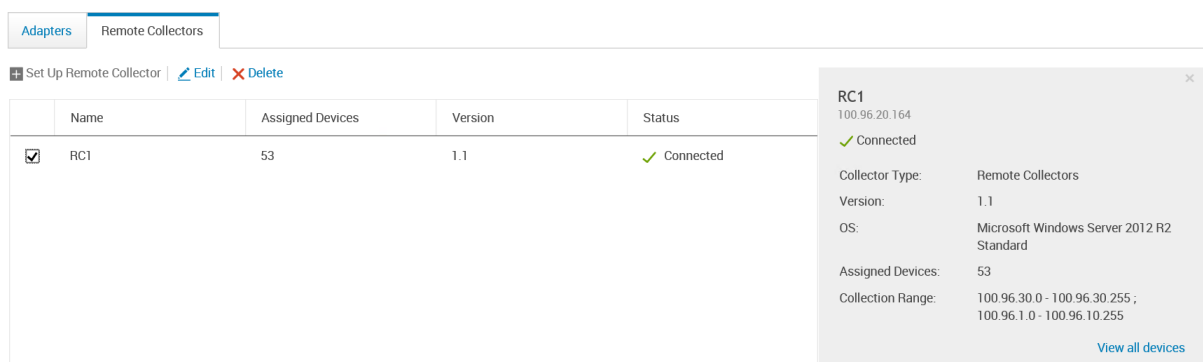 Adapters Remote Collectors
Set Up Remote Collector Edit Delete
Name Assigned Devices Version Status
RC1 53 1.1 Connected
RC1
100.96.20.164
Connected
Collector Type: Remote Collectors
Version: 1.1
OS: Microsoft Windows Server 2012 R2
Standard
Assigned Devices: 53
Collection Range: 100.96.30.0 - 100.96.30.255 ;
100.96.1.0 - 100.96.10.255
View all devices